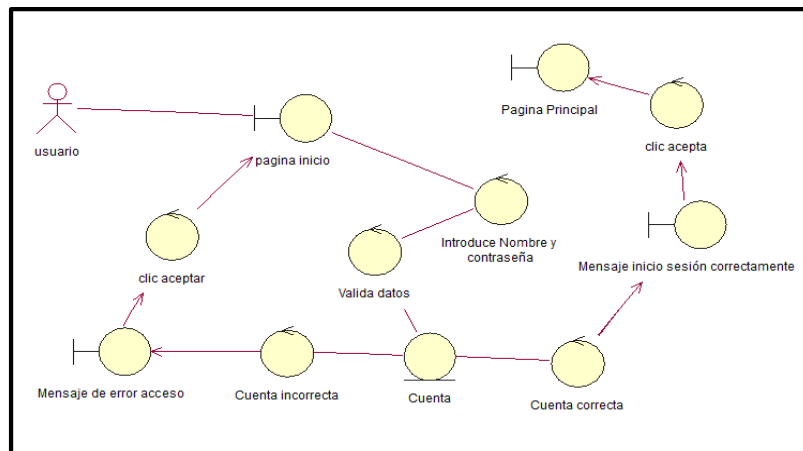 Pagina Principal
clic acepta
usuario
pagina inicio
Introduce Nombre y
contraseña
Mensaje inicio sesión correctamente
clic aceptar
Valida datos
Mensaje de error acceso
Cuenta incorrecta
Cuenta
Cuenta correcta